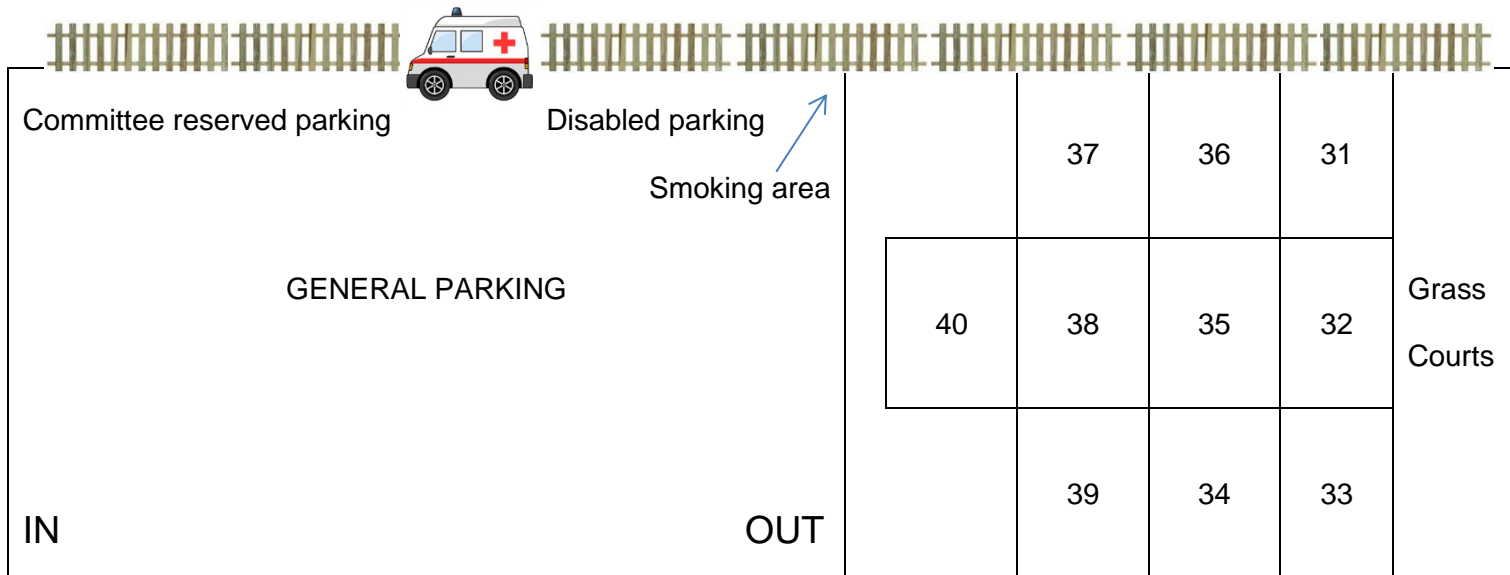 Committee reserved parking
Disabled parking
Smoking area
37 36 31
GENERAL PARKING
Grass
40 38 35 32
Courts
39 34 33
IN
OUT